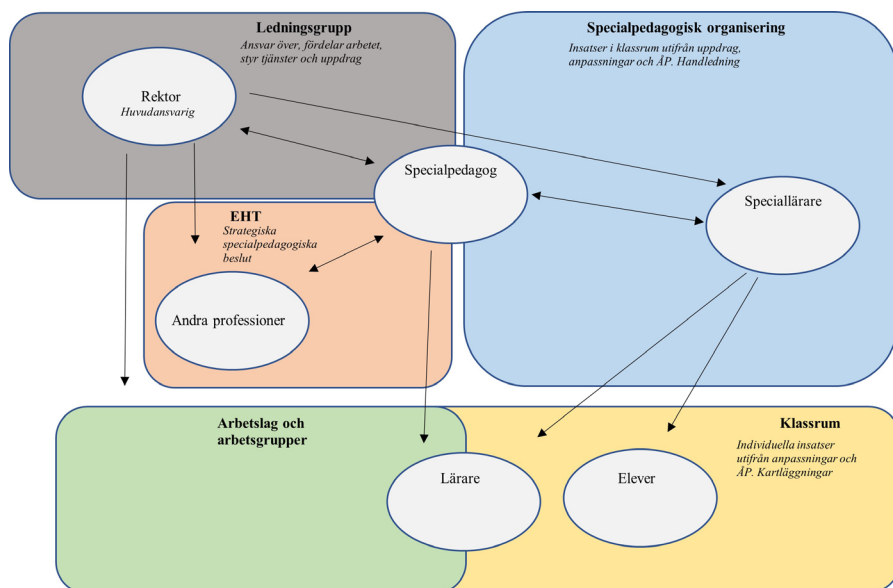 Ledningsgrupp
Ansvar över, fördelar arbetet,
styr tjänster och uppdrag
Specialpedagogisk organisering
Insatser i klassrum utifrån uppdrag,
anpassningar och ÅP. Handledning
Rektor
Huvudansvarig
Specialpedagog
Speciallärare
EHT
Strategiska
specialpedagogiska
beslut
Andra professioner
Arbetslag och
arbetsgrupper
Klassrum
Individuella insatser
utifrån anpassningar och
ÅP. Kartläggningar
Lärare
Elever